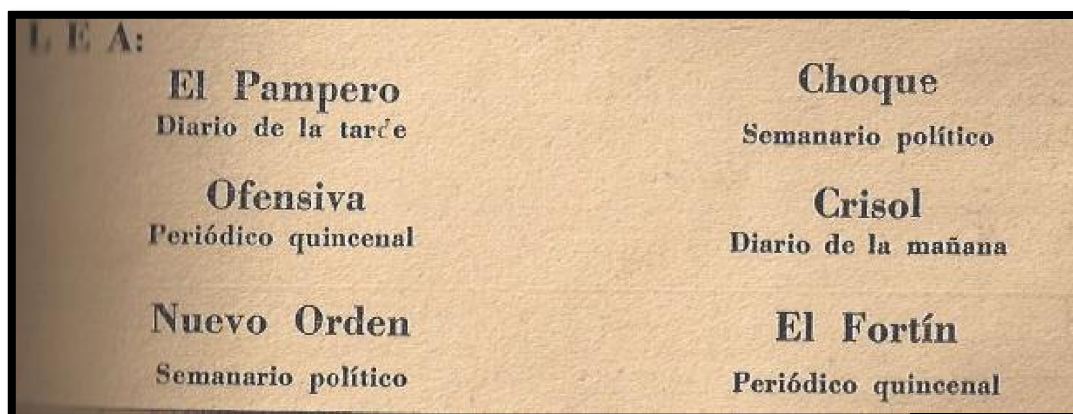 LEA:
El Pampero
Diario de la tarde
Ofensiva
Periódico quincenal
Nuevo Orden
Semanario político
Choque
Semanario político
Crisol
Diario de la mañana
El Fortín
Periódico quincenal